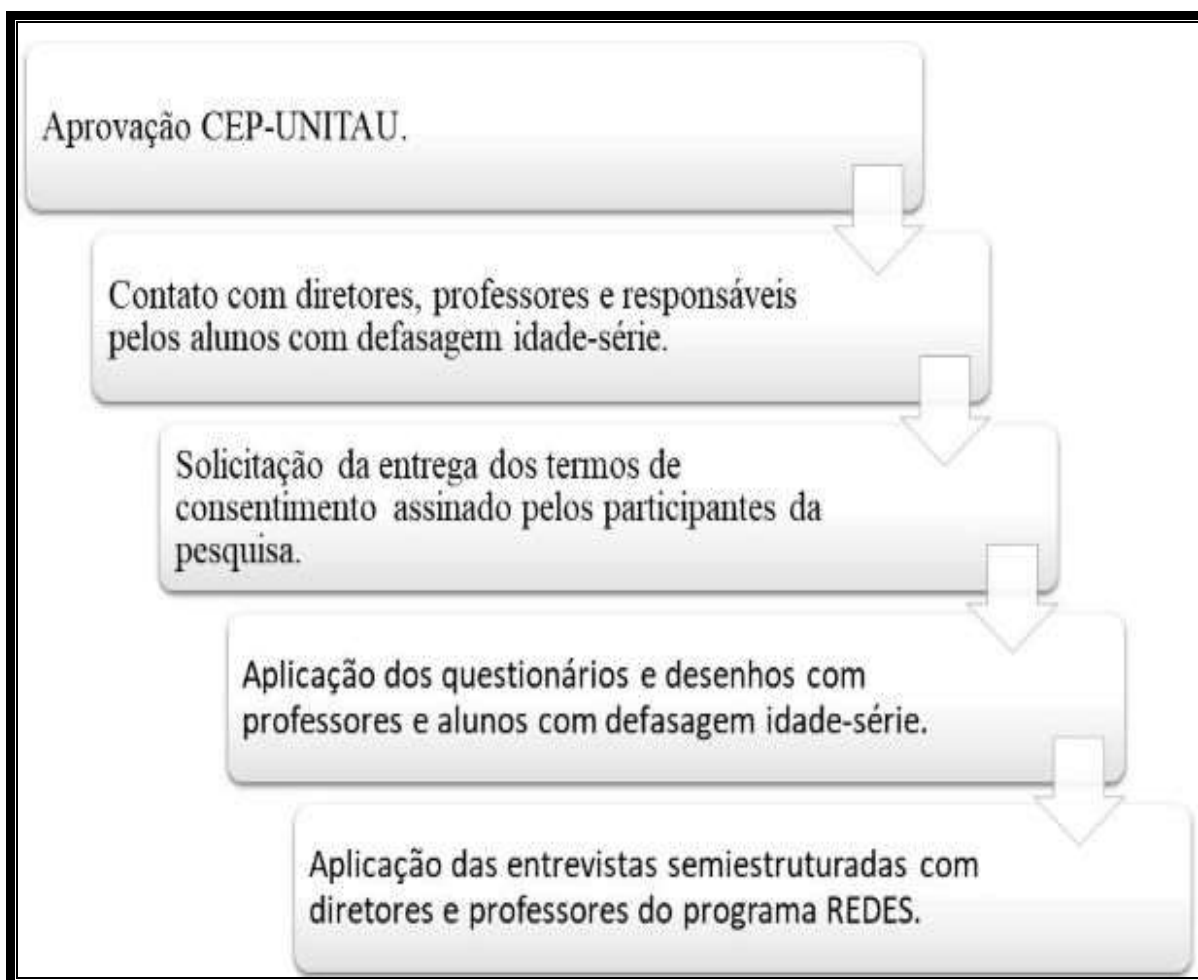 Aprovação CEP-UNITAU.
Contato com diretores, professores e responsáveis
pelos alunos com defasagem idade-série.
Solicitação da entrega dos termos de
consentimento assinado pelos participantes da
pesquisa.
Aplicação dos questionários e desenhos com
professores e alunos com defasagem idade-série.
Aplicação das entrevistas semiestruturadas com
diretores e professores do programa REDES.